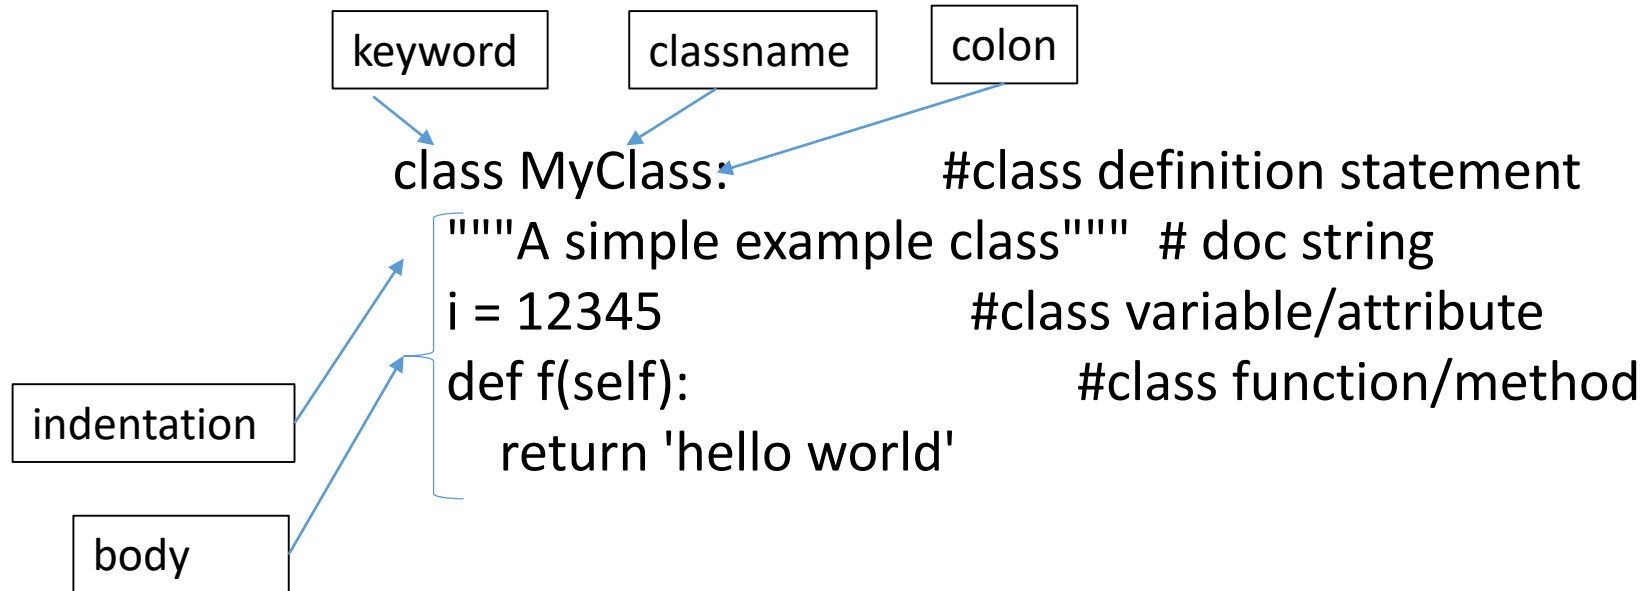 keyword
classname
colon
class MyClass: #class definition statement
"""A simple example class""" # doc string
i = 12345 #class variable/attribute
def f(self): #class function/method
indentation
return 'hello world'
body